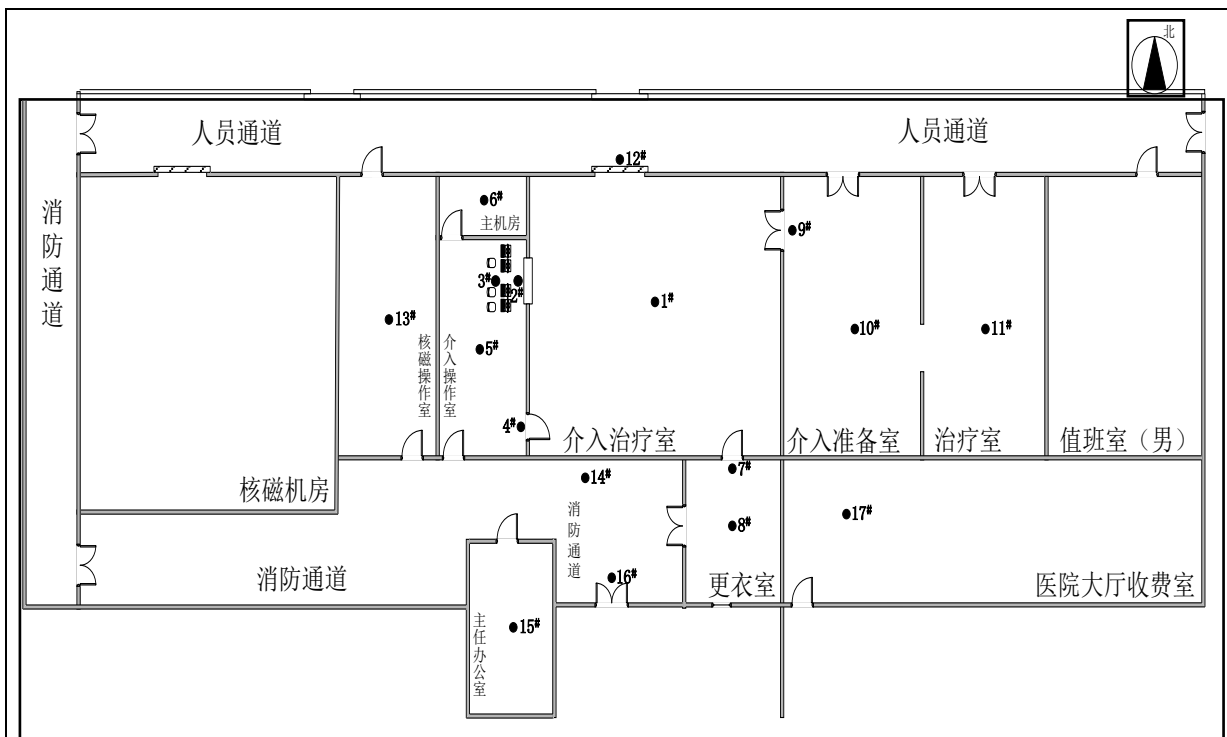 北
人员通道
人员通道
12#
消防通道
6#
主机房
9#
3#
2#
1#
13#
10#
11#
5#
核磁操作室
介入操作室
4#
介入治疗室
介入准备室
治疗室
值班室（男）
7#
14#
核磁机房
消防通道
17#
8#
消防通道
16#
更衣室
医院大厅收费室
主任办公室
15#